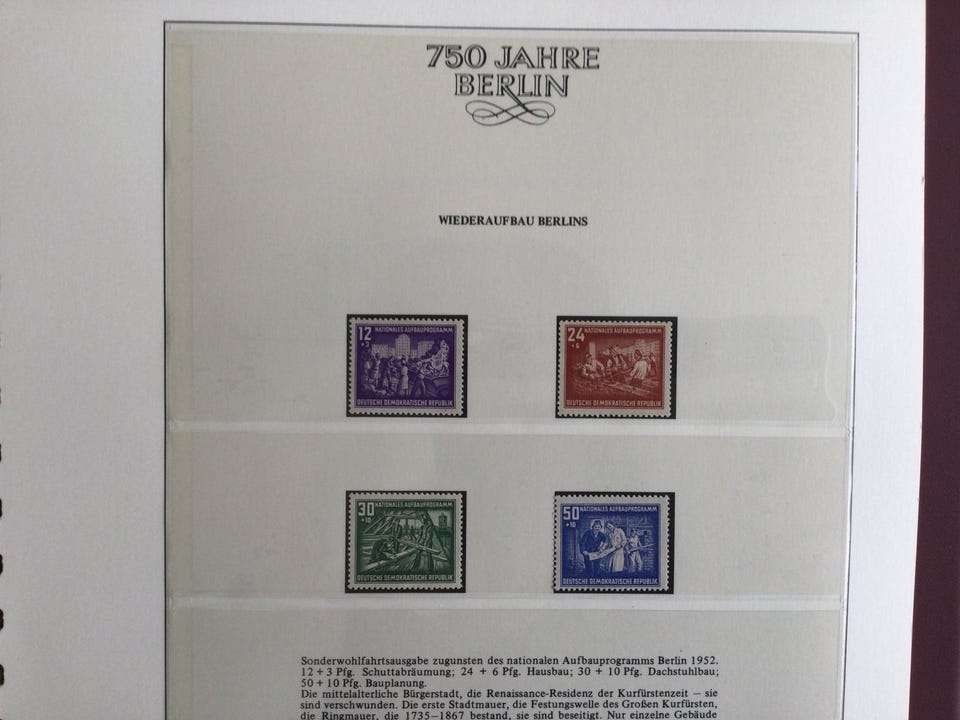 750 JAHRE
BERLIN
WIEDERAUFBAU BERLINS
12 NATIONALES AUFBAUPROGRAMM
+3
DEUTSCHE DEMOKRATISCHE REPUBLIK
24 NATIONALES AUFBAUPROGRAMM
+6
DEUTSCHE DEMOKRATISCHE REPUBLIK
30 NATIONALES AUFBAUPROGRAMM
+10
DEUTSCHE DEMOKRATISCHE REPUBLIK
50 NATIONALES AUFBAUPROGRAMM
+10
DEUTSCHE DEMOKRATISCHE REPUBLIK
Sonderwohlfahrtsausgabe zugunsten des nationalen Aufbauprogramms Berlin 1952.
12 + 3 Pfg. Schuttabräumung; 24 + 6 Pfg. Hausbau; 30 + 10 Pfg. Dachstuhlbau;
50 + 10 Pfg. Bauplanung.
Die mittelalterliche Bürgerstadt, die Renaissance-Residenz der Kurfürstenzeit – sie
sind verschwunden. Die erste Stadtmauer, die Festungswelle des Großen Kurfürsten,
die Ringmauer, die 1735–1867 bestand, sie sind beseitigt. Nur einzelne Gebäude